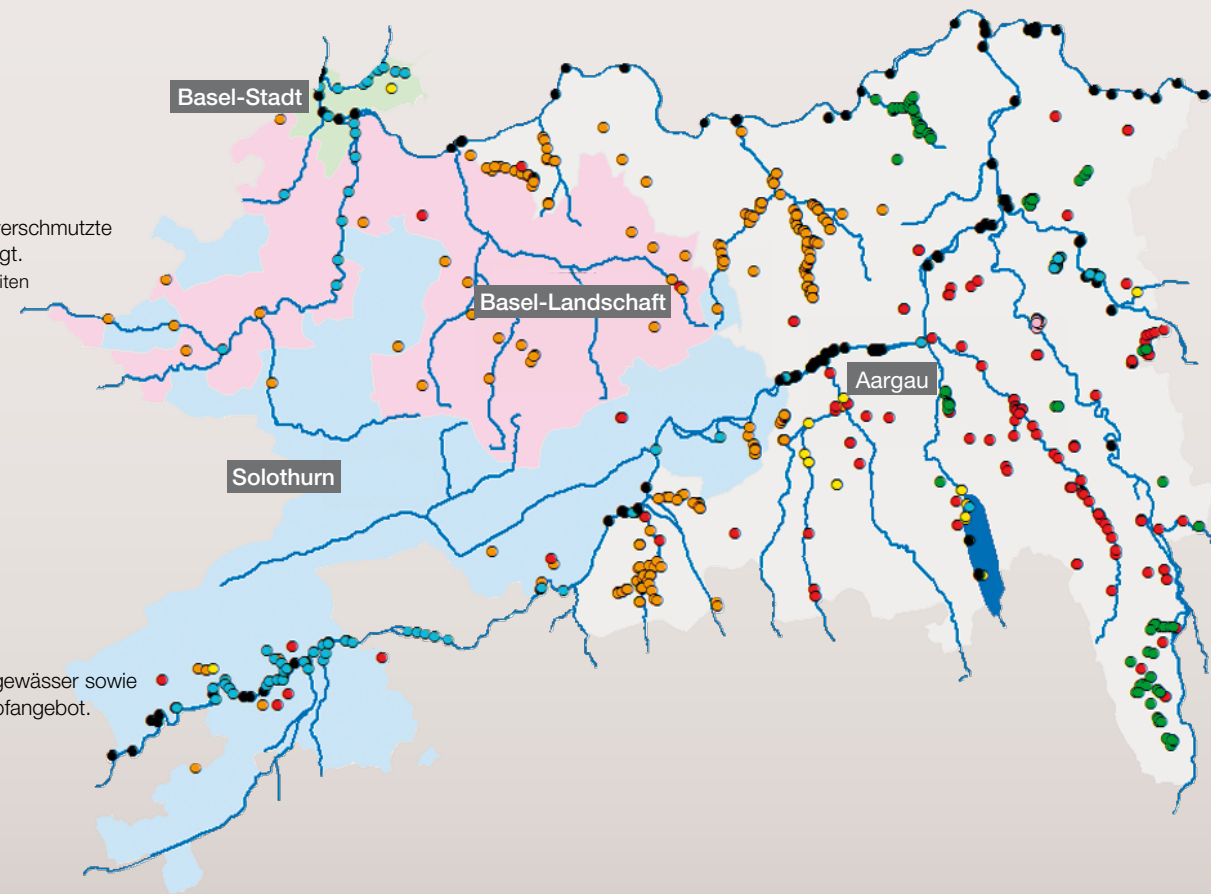 Basel-Stadt
erschmutzte
gt.
iten
Basel-Landschaft
Aargau
Solothurn
gewässer sowie
ofangebot.